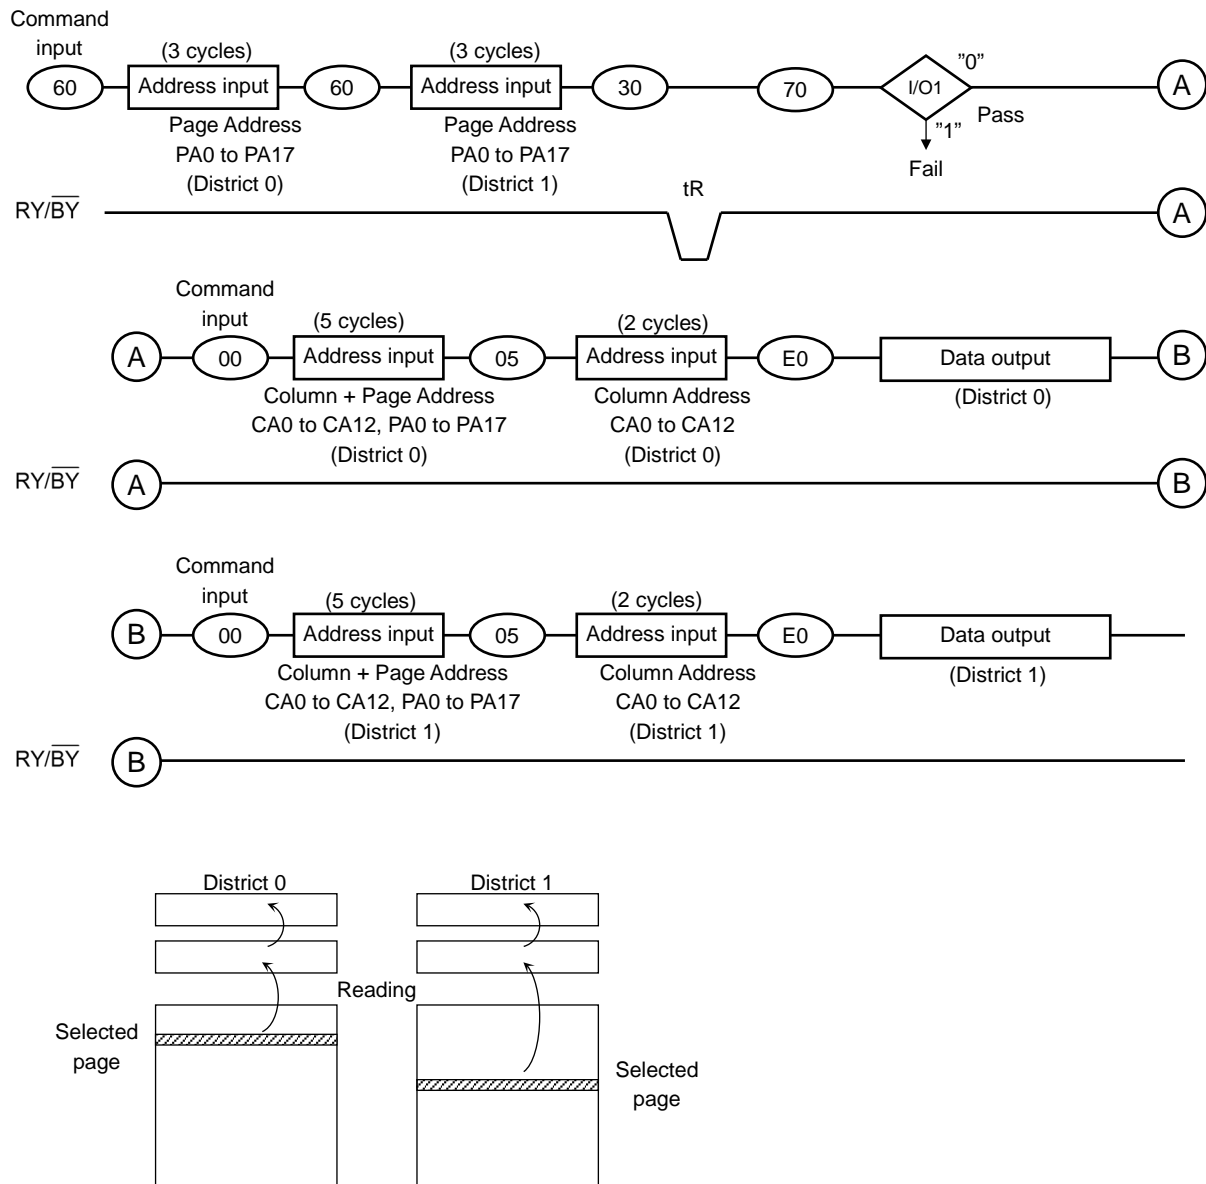 Command
input
(3 cycles)
(3 cycles)
60
Address input
60
Address input
30
70
I/O1
"0"
Pass
"1"
Fail
A
Page Address
PA0 to PA17
(District 0)
Page Address
PA0 to PA17
(District 1)
tR
RY/BY
A
Command
input
(5 cycles)
(2 cycles)
A
00
Address input
05
Address input
E0
Data output
B
Column + Page Address
CA0 to CA12, PA0 to PA17
(District 0)
Column Address
CA0 to CA12
(District 0)
(District 0)
RY/BY
A
B
Command
input
(5 cycles)
(2 cycles)
B
00
Address input
05
Address input
E0
Data output
Column + Page Address
CA0 to CA12, PA0 to PA17
(District 1)
Column Address
CA0 to CA12
(District 1)
(District 1)
RY/BY
B
District 0
District 1
Reading
Selected
page
Selected
page